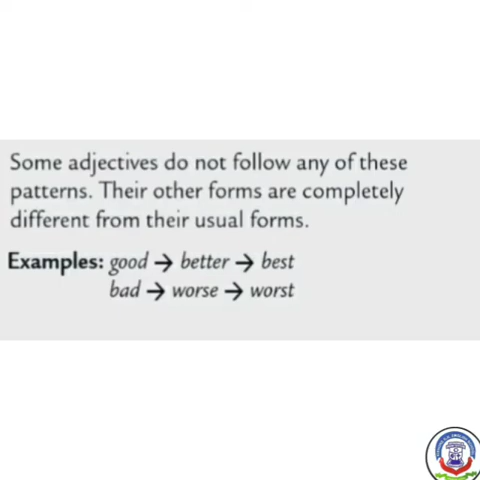 Some adjectives do not follow any of these
patterns. Their other forms are completely
different from their usual forms.
Examples: good → better → best
bad → worse → worst